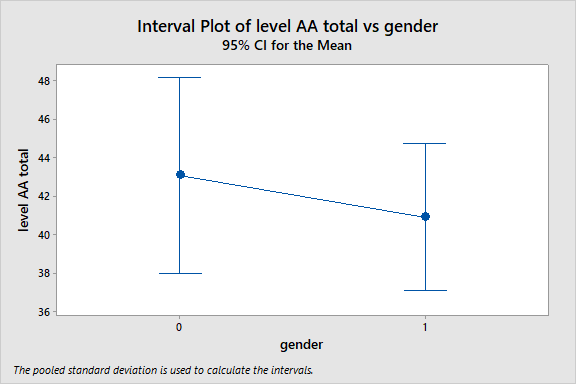 Interval Plot of level AA total vs gender
95% CI for the Mean
level AA total
48
46
44
42
40
38
36
0 1
gender
The pooled standard deviation is used to calculate the intervals.